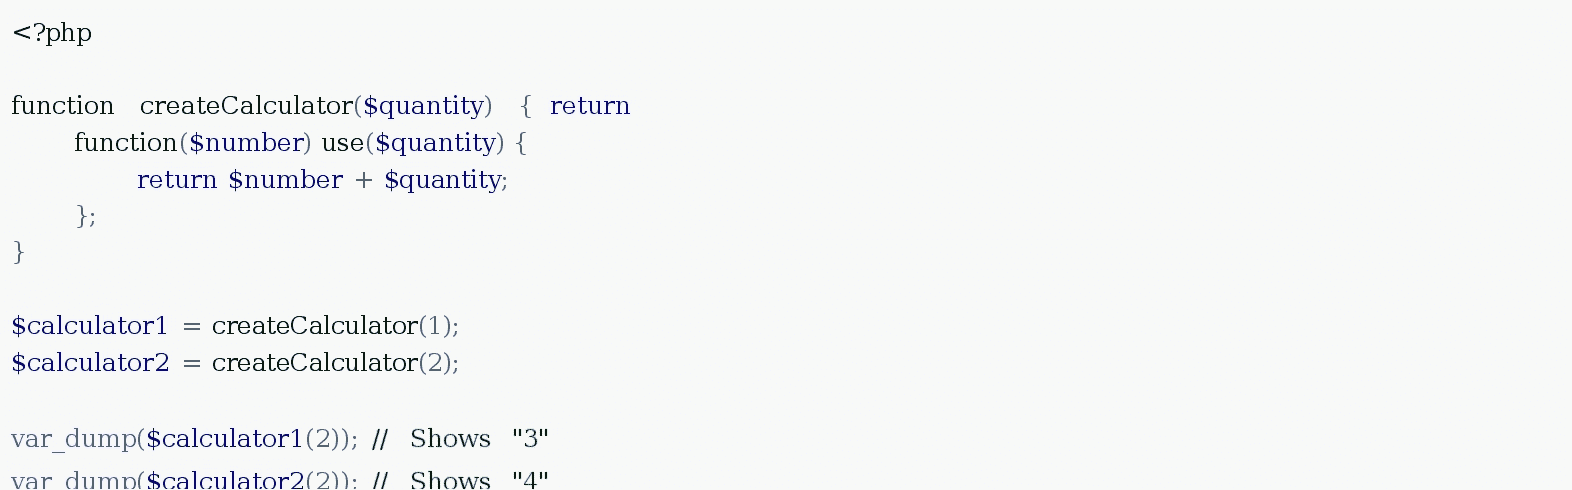 <?php
function createCalculator($quantity) { return
function($number) use($quantity) {
return $number + $quantity;
};
}
$calculator1 = createCalculator(1);
$calculator2 = createCalculator(2);
var_dump($calculator1(2)); // Shows "3"
var_dump($calculator2(2)); // Shows "4"